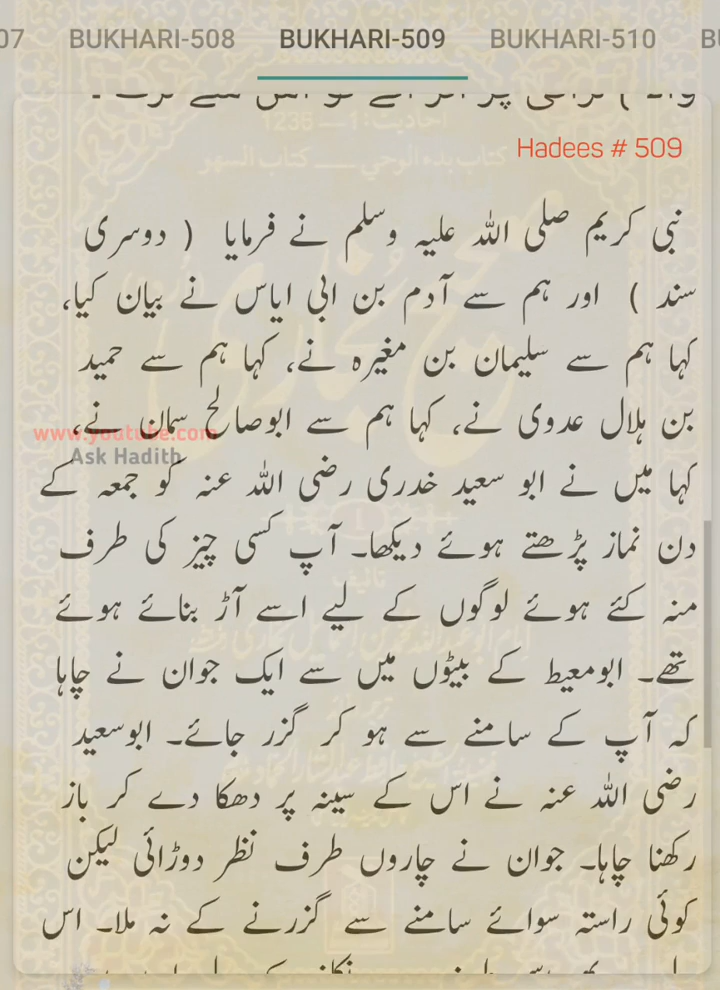 07 BUKHARI-508 BUKHARI-509 BUKHARI-510 BU
Hadees # 509
نبی کریم صلی اللہ علیہ وسلم نے فرمایا ( دوسری
سند ) اور ہم سے آدم بن ابی ایاس نے بیان کیا،
کہا ہم سے سلیمان بن مغیرہ نے، کہا ہم سے حمید
بن ہلال عدوی نے، کہا ہم سے ابوصالح سمان نے،
www.youtube.com
Ask Hadith
کہا میں نے ابو سعید خدری رضی اللہ عنہ کو جمعہ کے
دن نماز پڑھتے ہوئے دیکھا۔ آپ کسی چیز کی طرف
منہ کئے ہوئے لوگوں کے لیے اسے آڑ بنائے ہوئے
تھے۔ ابومعیط کے بیٹوں میں سے ایک جوان نے چاہا
کہ آپ کے سامنے سے ہو کر گزر جائے۔ ابوسعید
رضی اللہ عنہ نے اس کے سینہ پر دھکا دے کر باز
رکھنا چاہا۔ جوان نے چاروں طرف نظر دوڑائی لیکن
کوئی راستہ سوائے سامنے سے گزرنے کے نہ ملا۔ اس